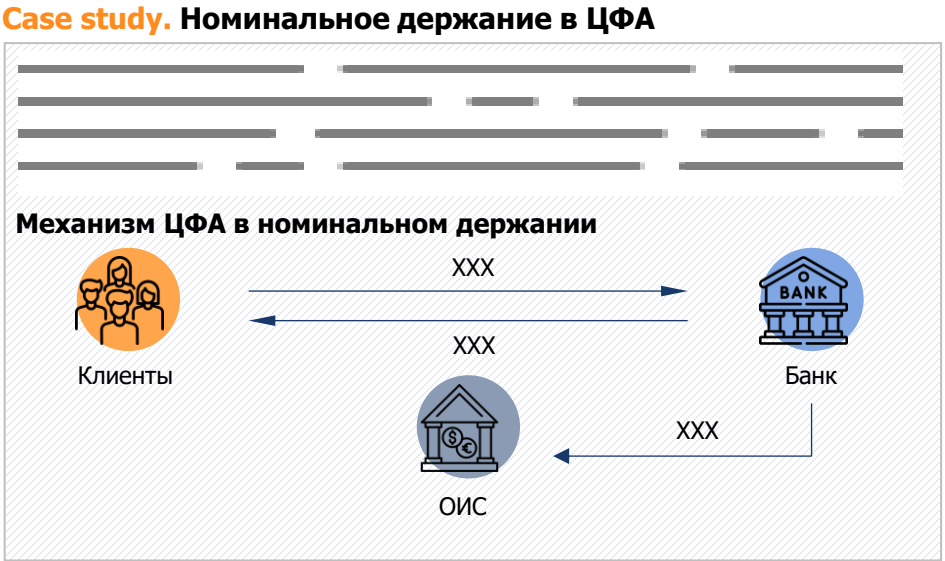 Case study. Номинальное держание в ЦФА
Механизм ЦФА в номинальном держании
XXX
BANK
XXX
Клиенты
Банк
XXX
ОИС